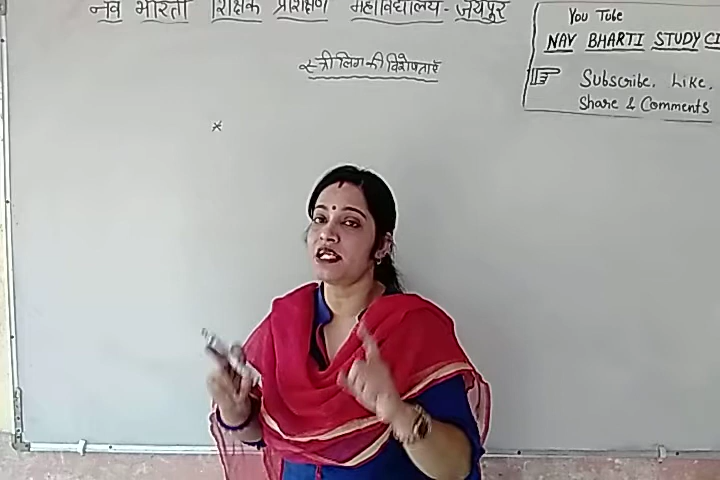 नव भारती शिक्षक प्रशिक्षण महाविद्यालय- जयपुर
You Tube
NAV BHARTI STUDY
स्त्रीलिंग की विशेषताएँ
Subscribe. Like.
Share & Comments